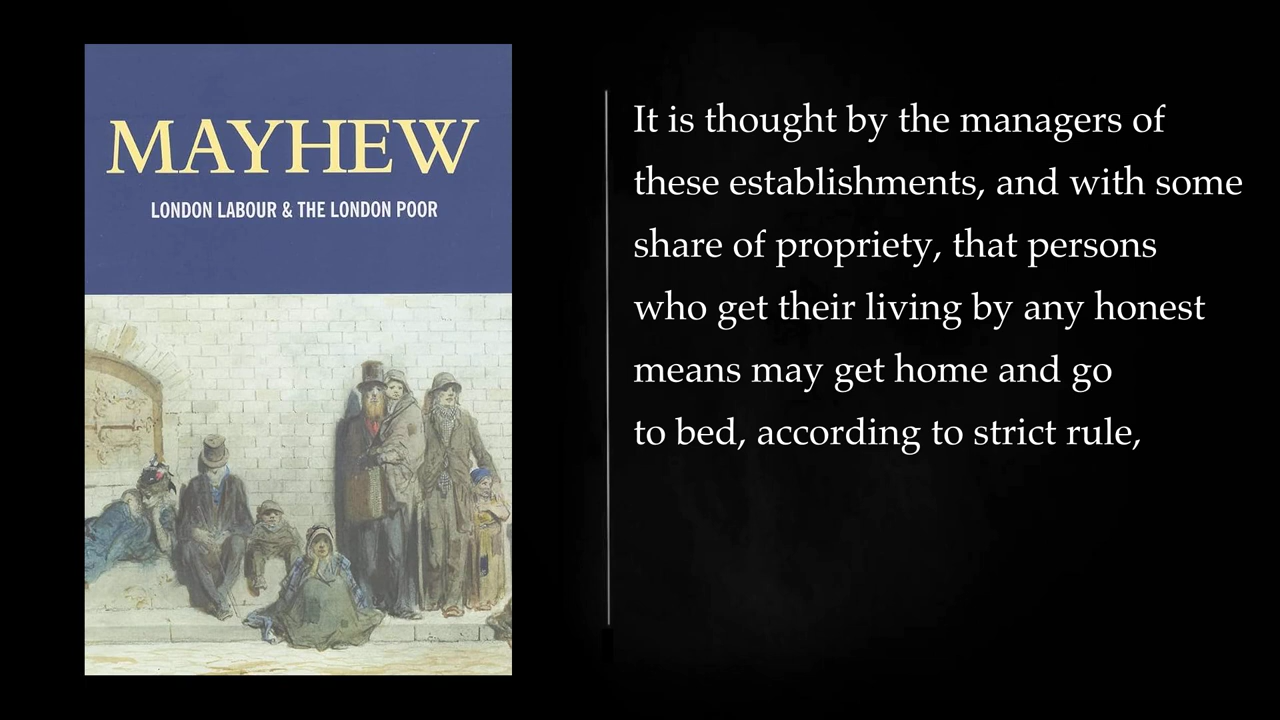 MAYHEW
LONDON LABOUR & THE LONDON POOR
It is thought by the managers of
these establishments, and with some
share of propriety, that persons
who get their living by any honest
means may get home and go
to bed, according to strict rule,